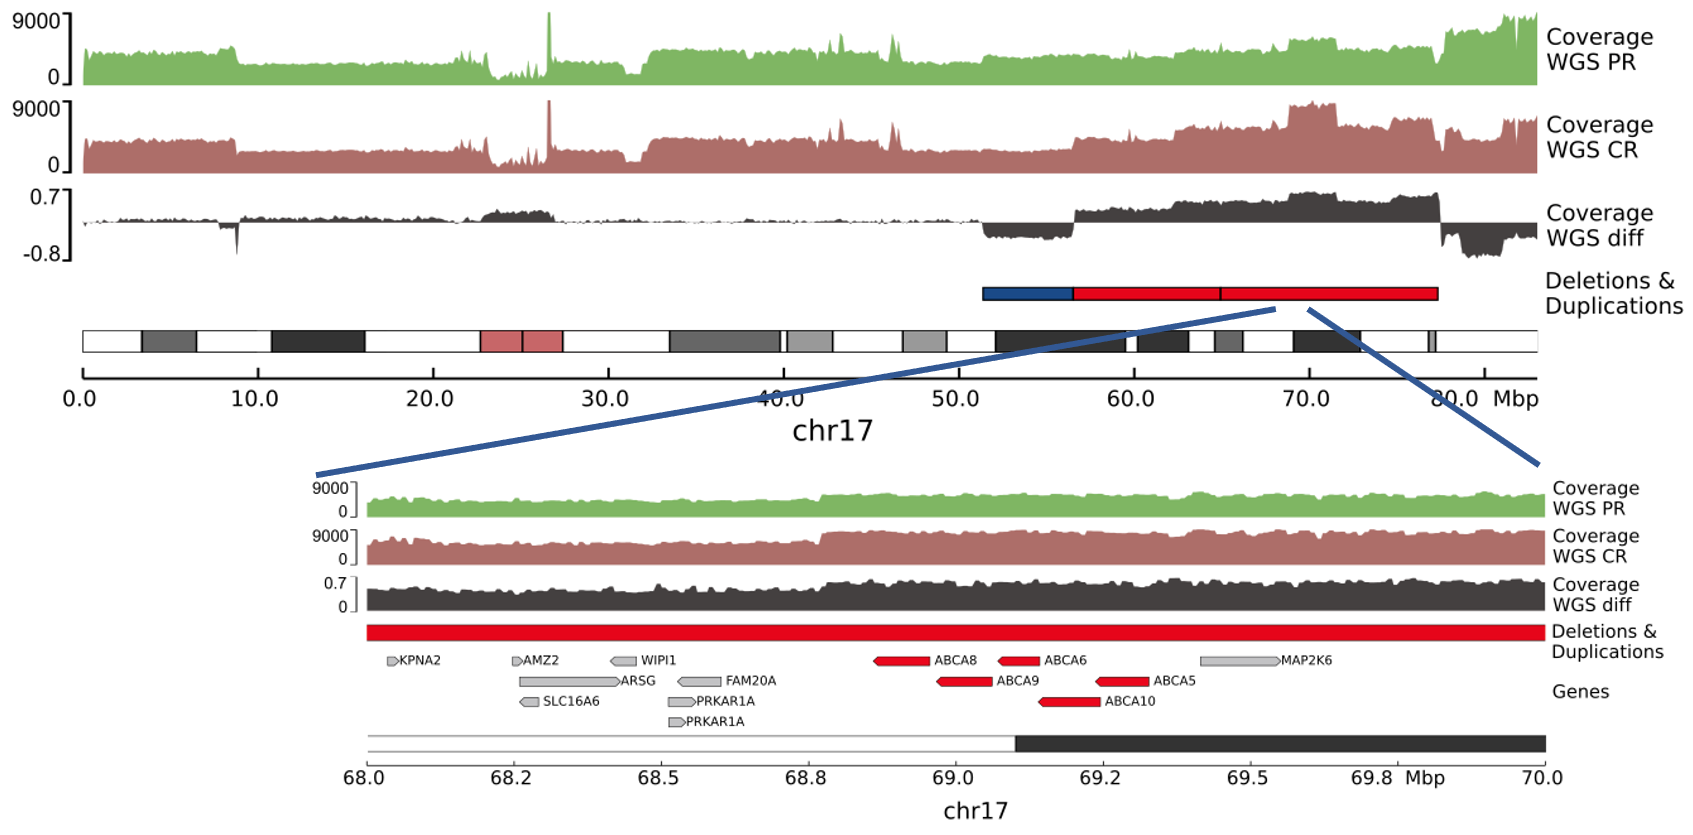 9000
0
Coverage
WGS PR
9000
0
Coverage
WGS CR
0.7
-0.8
Coverage
WGS diff
Deletions &
Duplications
0.0 10.0 20.0 30.0 40.0 50.0 60.0 70.0 80.0 Mbp
chr17
9000
0
Coverage
WGS PR
9000
0
Coverage
WGS CR
0.7
0
Coverage
WGS diff
Deletions &
Duplications
KPNA2 AMZ2 WIPI1 ABCA8 ABCA6 MAP2K6
ARSG FAM20A ABCA9 ABCA5
Genes
SLC16A6 PRKAR1A ABCA10
PRKAR1A
68.0 68.2 68.5 68.8 69.0 69.2 69.5 69.8 Mbp 70.0
chr17